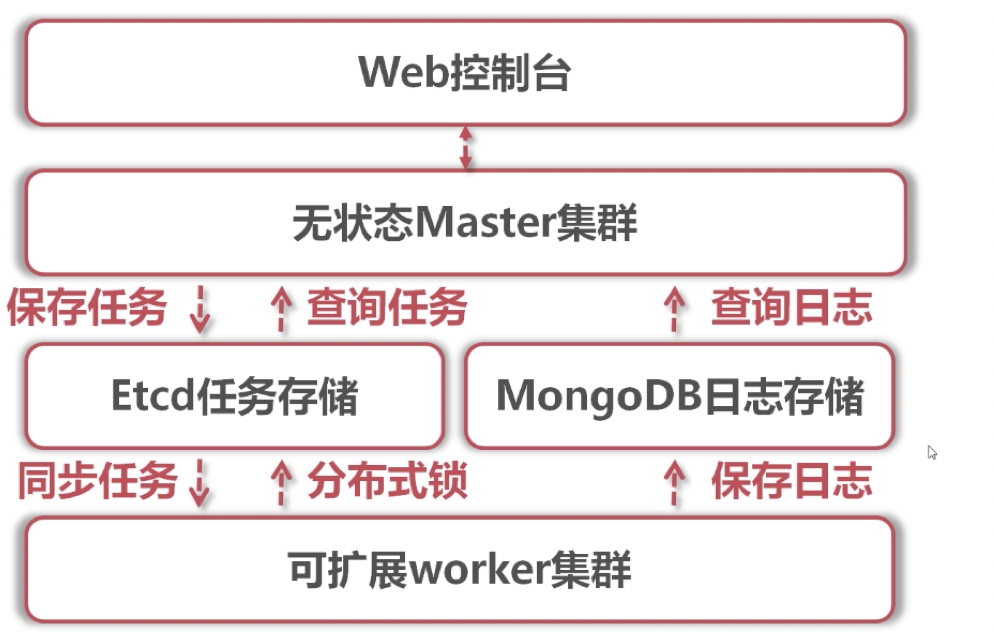 Web控制台
无状态Master集群
保存任务 查询任务 查询日志
Etcd任务存储 MongoDB日志存储
同步任务 分布式锁 保存日志
可扩展worker集群